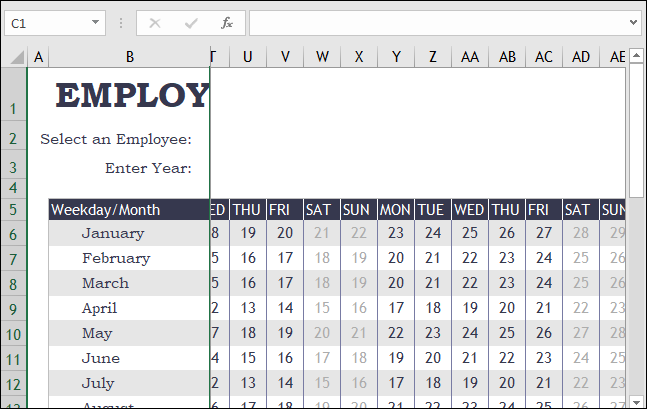 C1 fx
A B T U V W X Y Z AA AB AC AD AE
1 EMPLOY
2 Select an Employee:
3 Enter Year:
4
5 Weekday/Month ED THU FRI SAT SUN MON TUE WED THU FRI SAT SUN
6 January 8 19 20 21 22 23 24 25 26 27 28 29
7 February 5 16 17 18 19 20 21 22 23 24 25 26
8 March 5 16 17 18 19 20 21 22 23 24 25 26
9 April 2 13 14 15 16 17 18 19 20 21 22 23
10 May 7 18 19 20 21 22 23 24 25 26 27 28
11 June 4 15 16 17 18 19 20 21 22 23 24 25
12 July 2 13 14 15 16 17 18 19 20 21 22 23
13 August 6 17 18 19 20 21 22 23 24 25 26 27